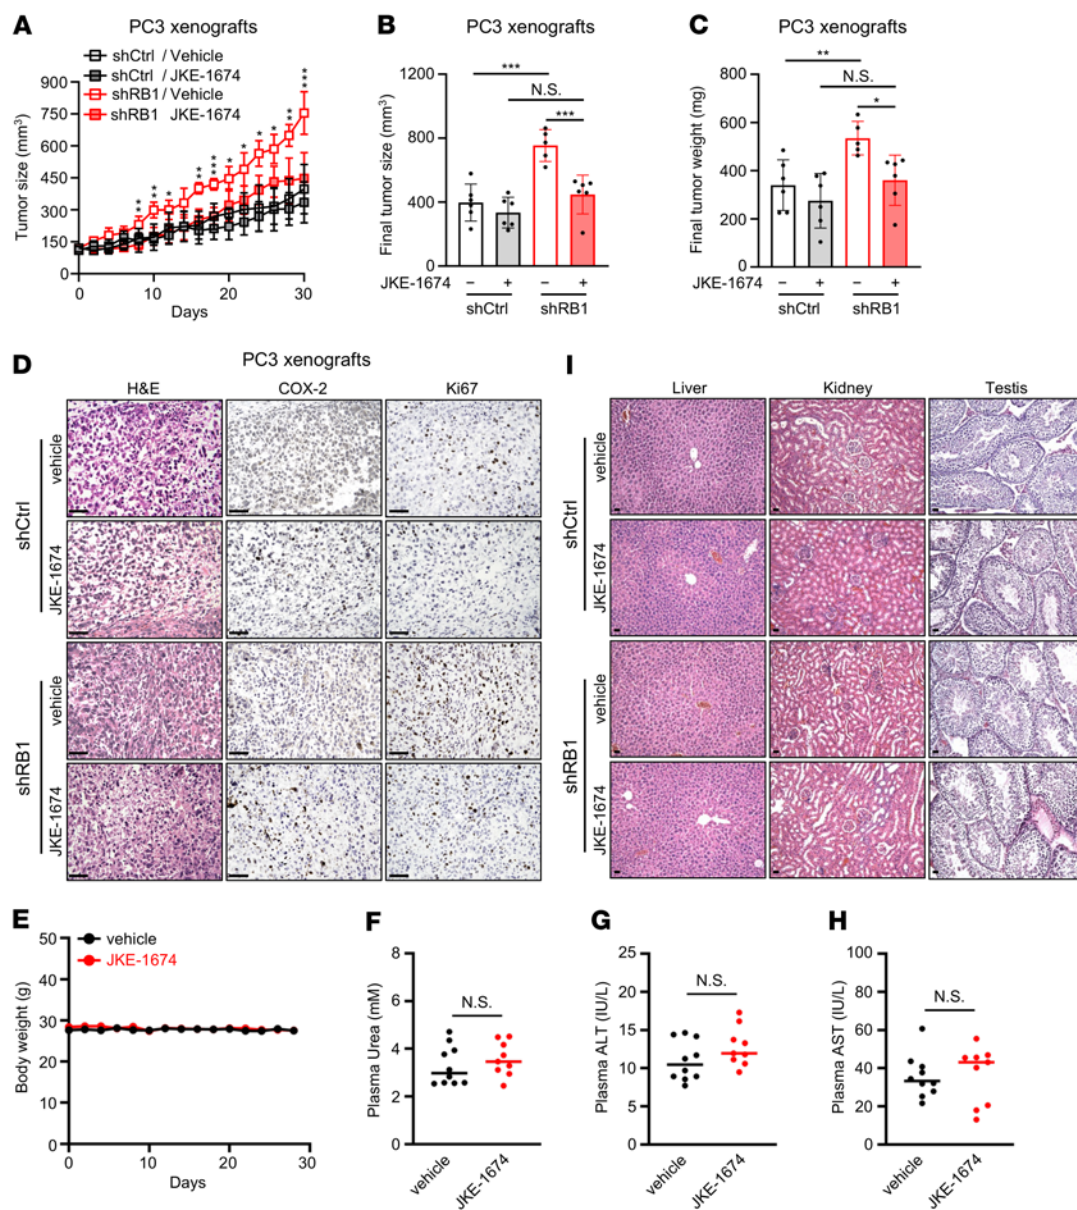 A
PC3 xenografts
shCtrl / Vehicle
shCtrl / JKE-1674
shRB1 / Vehicle
shRB1 JKE-1674
Tumor size (mm³)
900
750
600
450
300
150
0
** ** * ** ** * * * * ** ***
0 10 20 30
Days
B
PC3 xenografts
Final tumor size (mm³)
1200
800
400
0
***
N.S.
***
JKE-1674 − + − +
shCtrl shRB1
C
PC3 xenografts
Final tumor weight (mg)
800
600
400
200
0
**
N.S.
*
JKE-1674 − + − +
shCtrl shRB1
D
PC3 xenografts
H&E COX-2 Ki67
shCtrl
vehicle
JKE-1674
shRB1
vehicle
JKE-1674
I
Liver Kidney Testis
shCtrl
vehicle
JKE-1674
shRB1
vehicle
JKE-1674
E
vehicle
JKE-1674
Body weight (g)
50
40
30
20
10
0
0 10 20 30
Days
F
Plasma Urea (mM)
8
6
4
2
0
N.S.
vehicle JKE-1674
G
Plasma ALT (IU/L)
25
20
15
10
5
0
N.S.
vehicle JKE-1674
H
Plasma AST (IU/L)
100
80
60
40
20
0
N.S.
vehicle JKE-1674